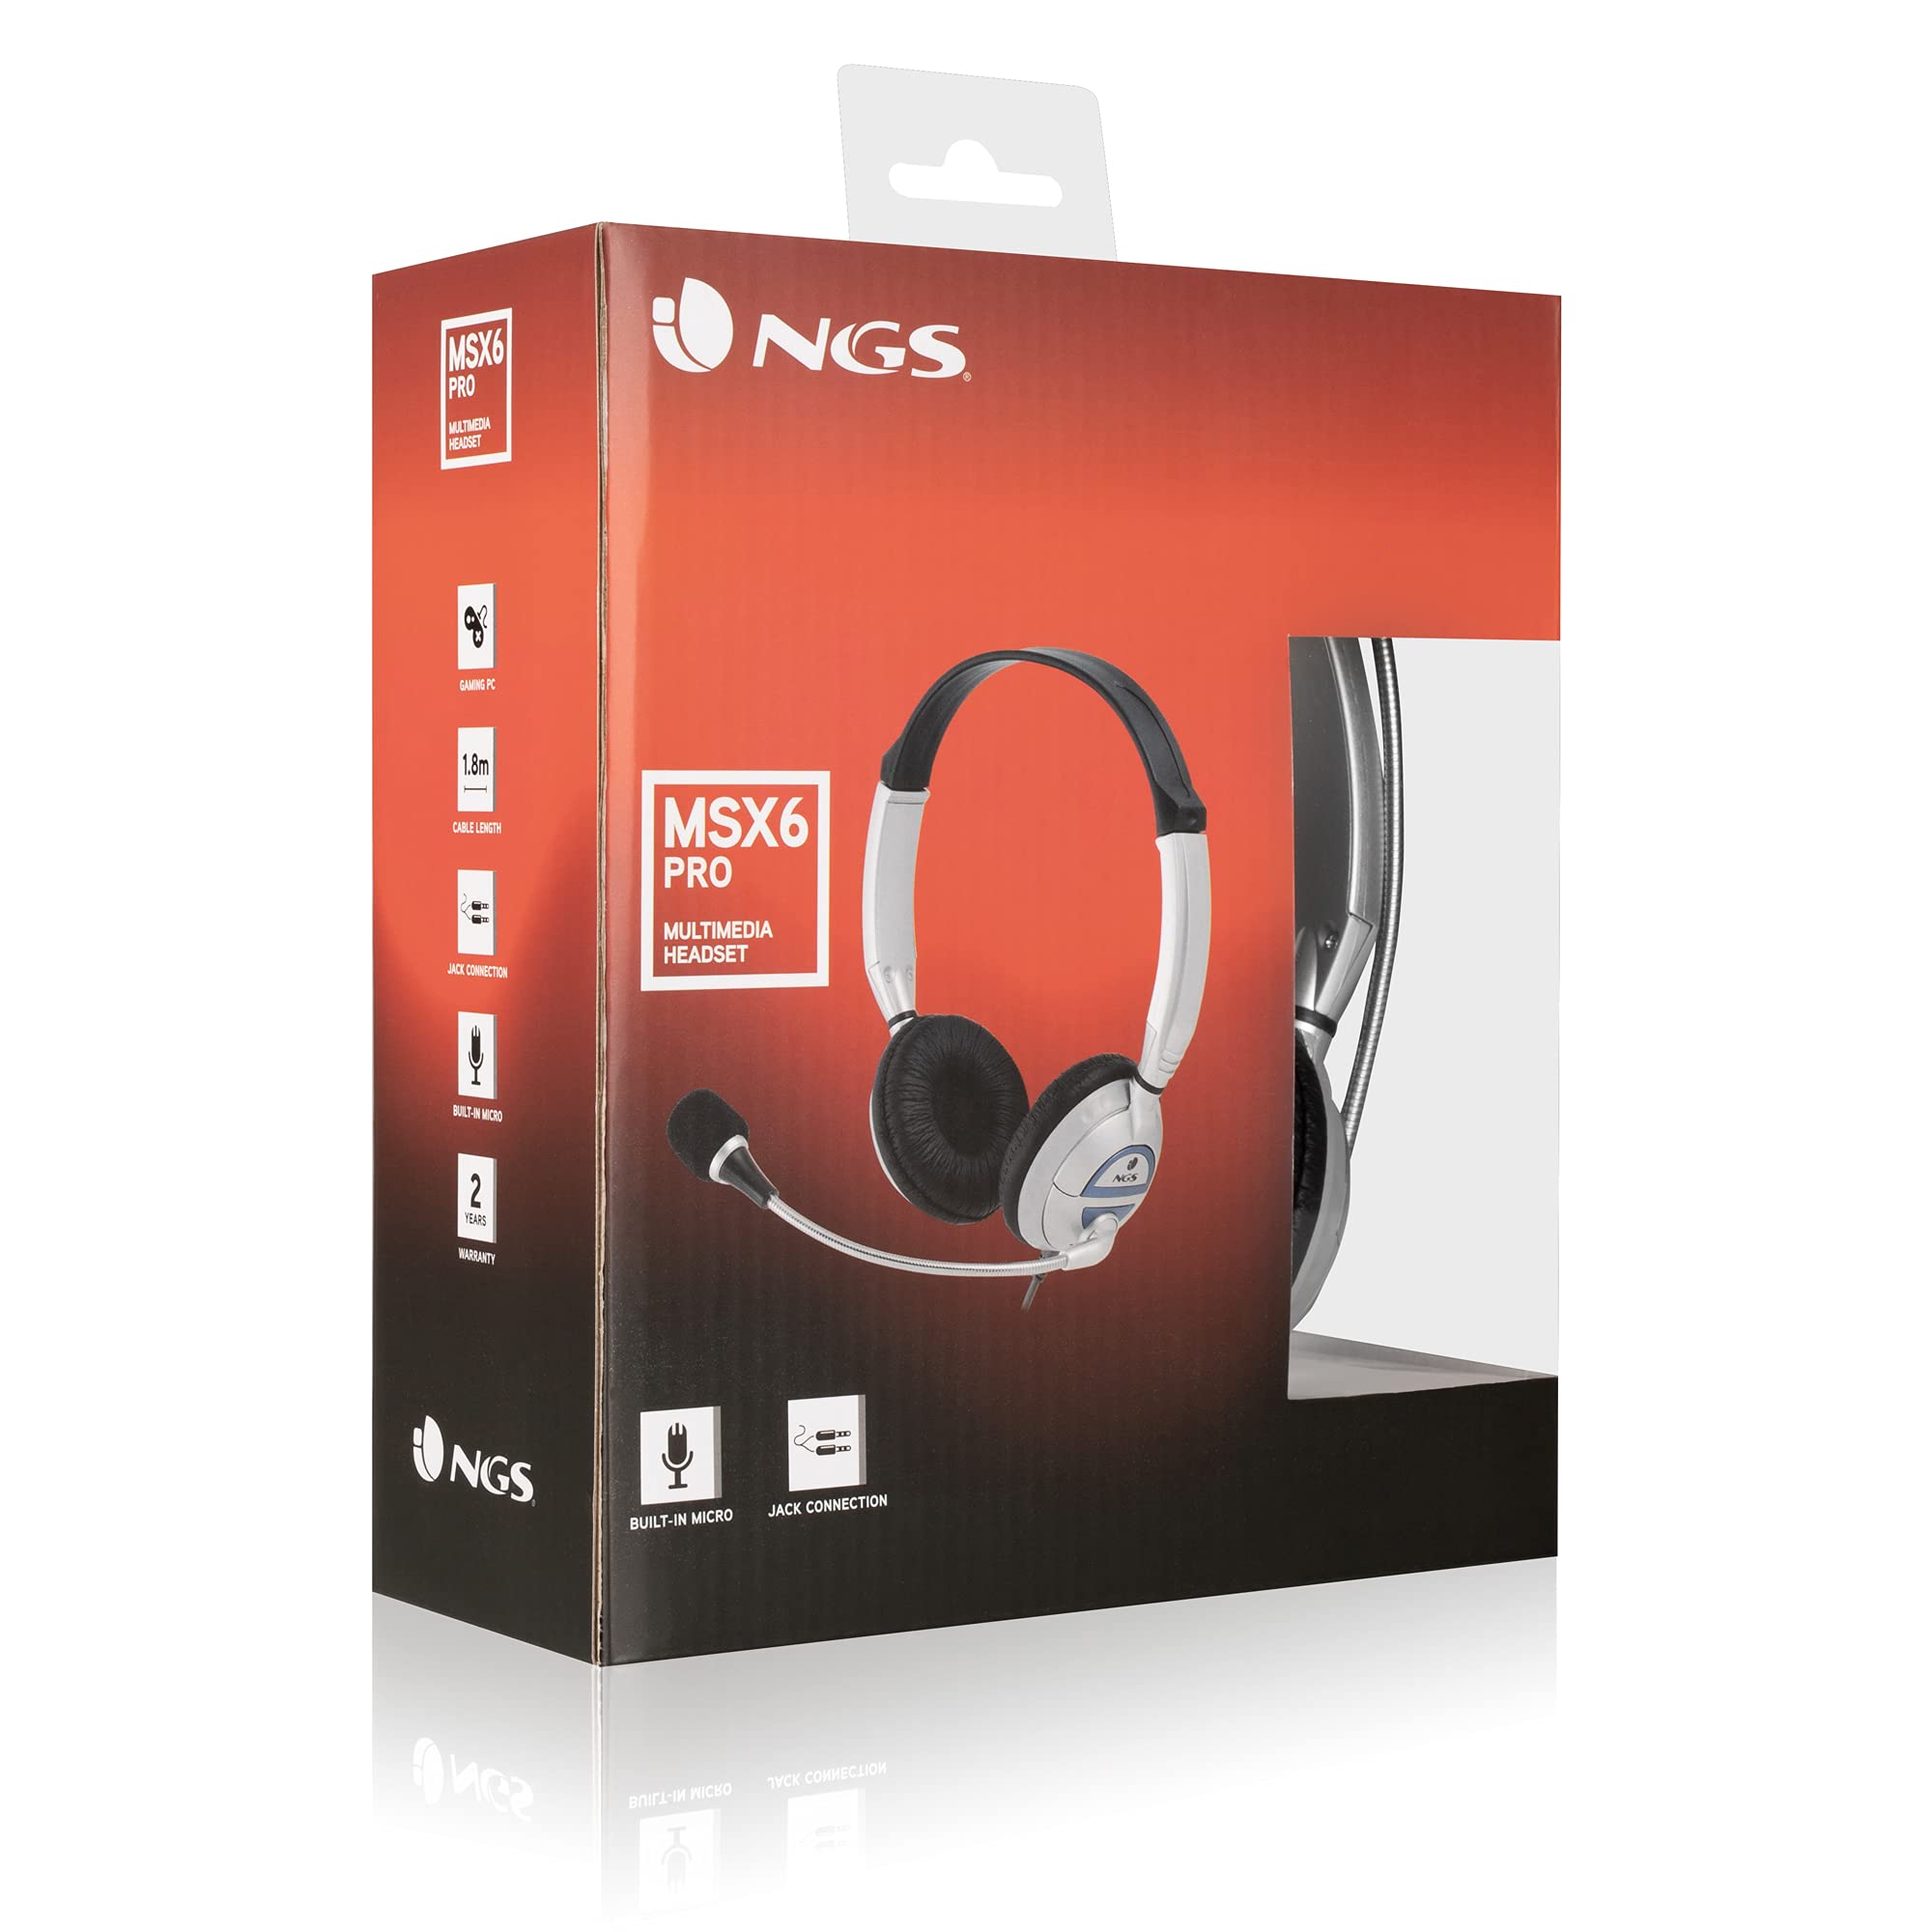 MSX6
PRO
MULTIMEDIA
HEADSET
GAMING PC
1.8m
CABLE LENGTH
JACK CONNECTION
BUILT-IN MICRO
2
YEARS
WARRANTY
NGS
NGS®
MSX6
PRO
MULTIMEDIA
HEADSET
NGS
BUILT-IN MICRO
JACK CONNECTION